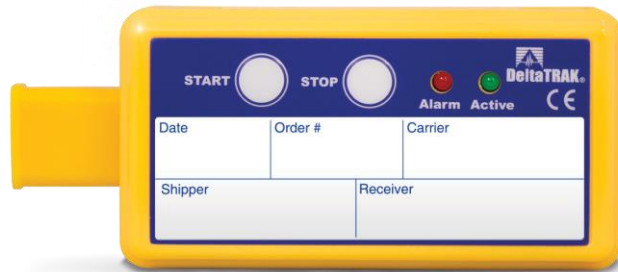 START
STOP
Alarm
Active
DeltaTRAK®
CE
Date
Order #
Carrier
Shipper
Receiver